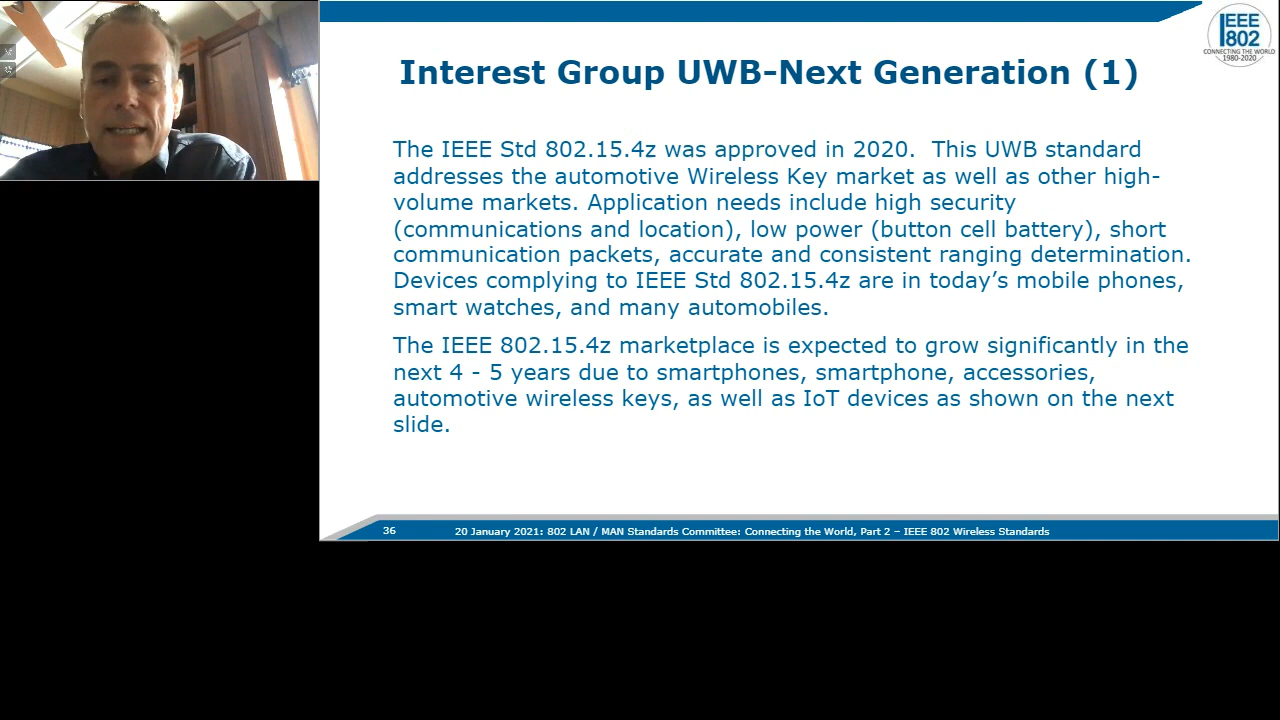 IEEE
802
CONNECTING THE WORLD
1980-2020
Interest Group UWB-Next Generation (1)
The IEEE Std 802.15.4z was approved in 2020.  This UWB standard
addresses the automotive Wireless Key market as well as other high-
volume markets. Application needs include high security
(communications and location), low power (button cell battery), short
communication packets, accurate and consistent ranging determination.
Devices complying to IEEE Std 802.15.4z are in today’s mobile phones,
smart watches, and many automobiles.
The IEEE 802.15.4z marketplace is expected to grow significantly in the
next 4 - 5 years due to smartphones, smartphone, accessories,
automotive wireless keys, as well as IoT devices as shown on the next
slide.
36
20 January 2021: 802 LAN / MAN Standards Committee: Connecting the World, Part 2 – IEEE 802 Wireless Standards